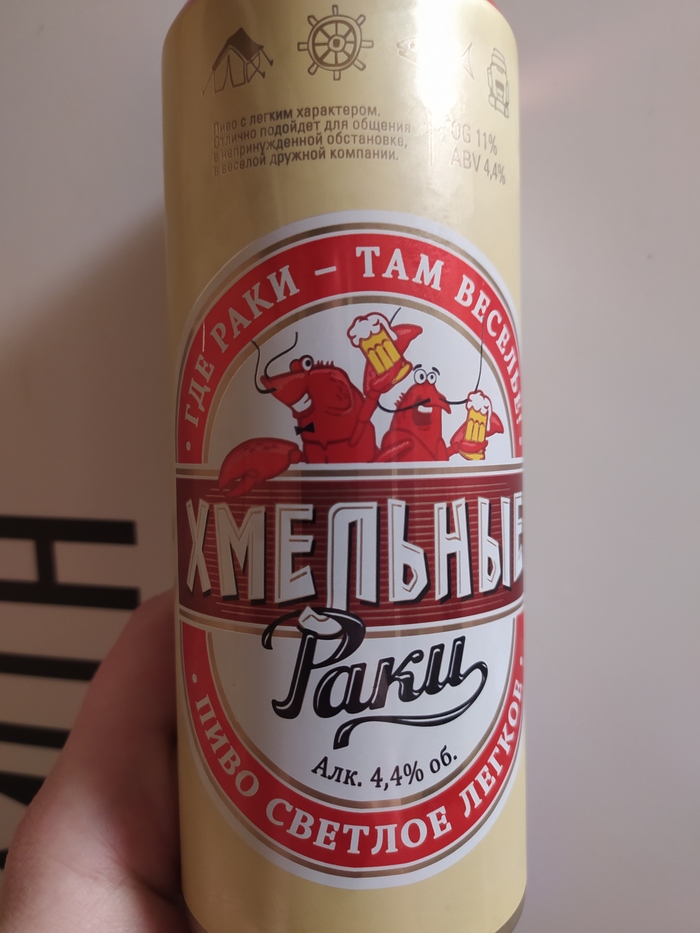 Пиво с легким характером.
Отлично подойдет для общения
в непринужденной обстановке,
в веселой дружной компании.
OG 11%
ABV 4,4%
· ГДЕ РАКИ – ТАМ ВЕСЕЛЬЕ! ·
ХМЕЛЬНЫЕ
Раки
Алк. 4,4% об.
· ПИВО СВЕТЛОЕ ЛЕГКОЕ ·